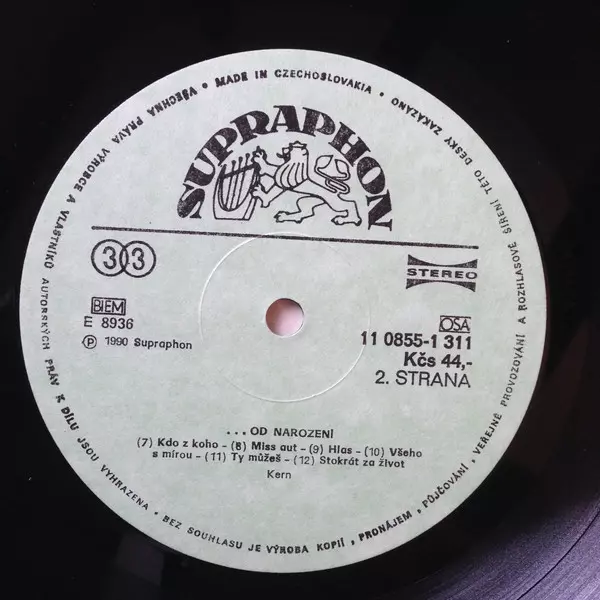 VŠECHNA PRÁVA VÝROBCE A VLASTNÍKŮ AUTORSKÝCH PRÁV K DÍLU JSOU VYHRAZENA • BEZ SOUHLASU JE VÝROBA KOPIÍ, PRONÁJEM, PŮJČOVÁNÍ, VEŘEJNÉ PROVOZOVÁNÍ A ROZHLASOVÉ ŠÍŘENÍ TÉTO DESKY ZAKÁZÁNO • MADE IN CZECHOSLOVAKIA •
SUPRAPHON
33
STEREO
BIEM
E 8936
Ⓟ 1990 Supraphon
OSA
11 0855-1 311
Kčs 44,-
2. STRANA
...OD NAROZENÍ
(7) Kdo z koho - (8) Miss aut - (9) Hlas - (10) Všeho
s mírou - (11) Ty můžeš - (12) Stokrát za život
Kern